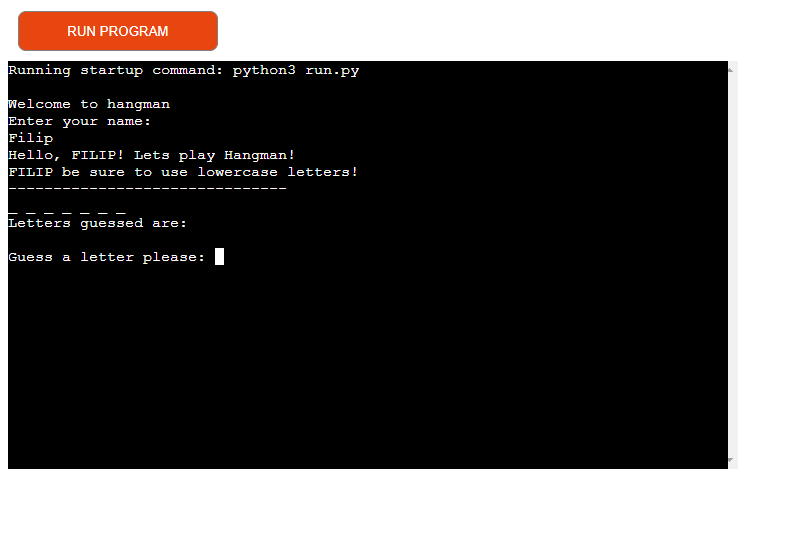 RUN PROGRAM
Running startup command: python3 run.py
Welcome to hangman
Enter your name:
Filip
Hello, FILIP! Lets play Hangman!
FILIP be sure to use lowercase letters!
-------------------------------
_ _ _ _ _ _ _
Letters guessed are:
Guess a letter please: